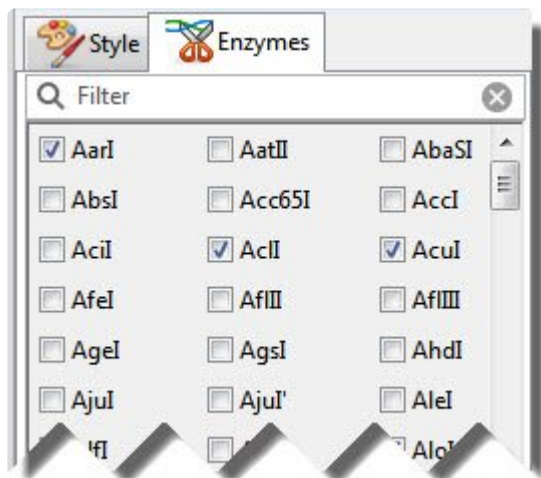 Style Enzymes
Filter
AarI AatII AbaSI
AbsI Acc65I AccI
AciI AclI AcuI
AfeI AflII AflIII
AgeI AgsI AhdI
AjuI AjuI' AleI